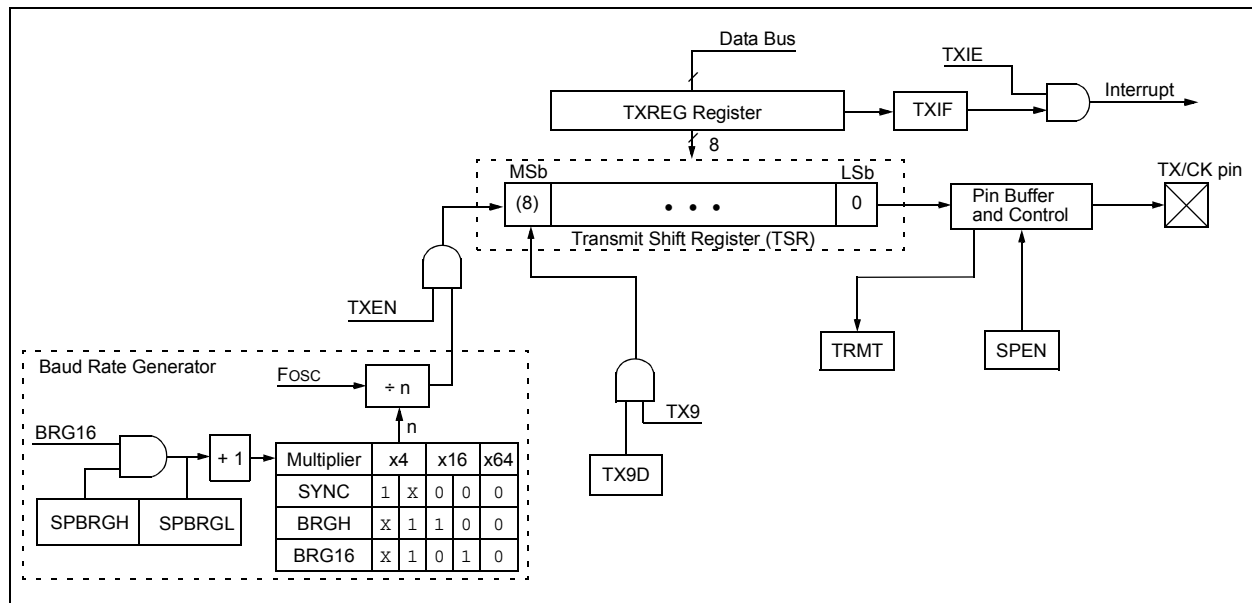 Data Bus
TXIE
Interrupt
TXREG Register
TXIF
8
MSb
LSb
TX/CK pin
(8)
• • •
0
Pin Buffer
and Control
Transmit Shift Register (TSR)
TXEN
TRMT
SPEN
Baud Rate Generator
FOSC
÷ n
TX9
BRG16
n
+ 1
Multiplier x4 x16 x64
TX9D
SYNC 1 X 0 0 0
SPBRGH SPBRGL
BRGH X 1 1 0 0
BRG16 X 1 0 1 0